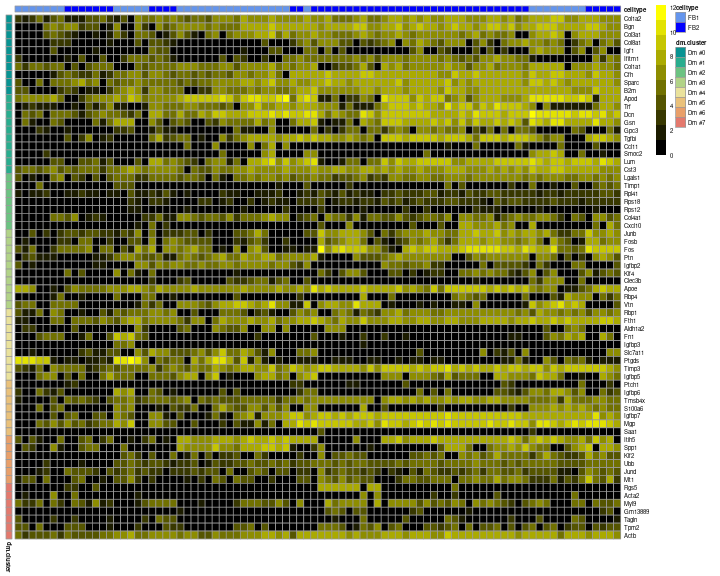 celltype
Col1a2
Bgn
Col3a1
Col8a1
Igf1
Ifitm1
Col1a1
Cfh
Sparc
B2m
Apod
Trf
Dcn
Gsn
Gpc3
Tgfbi
Ccl11
Smoc2
Lum
Cst3
Lgals1
Timp1
Rpl41
Rps18
Rps12
Col4a1
Cxcl10
Junb
Fosb
Fos
Ptn
Igfbp2
Klf4
Clec3b
Apoe
Rbp4
Vtn
Rbp1
Fth1
Aldh1a2
Fn1
Igfbp3
Slc7a11
Ptgds
Timp3
Igfbp5
Ptch1
Igfbp6
Tmsb4x
S100a6
Igfbp7
Mgp
Saa1
Itih5
Spp1
Klf2
Ubb
Jund
Mt1
Rgs5
Acta2
Myl9
Gm13889
Tagln
Tpm2
Actb
12
10
8
6
4
2
0
celltype
FB1
FB2
dm.cluster
Dm #0
Dm #1
Dm #2
Dm #3
Dm #4
Dm #5
Dm #6
Dm #7
dm.cluster